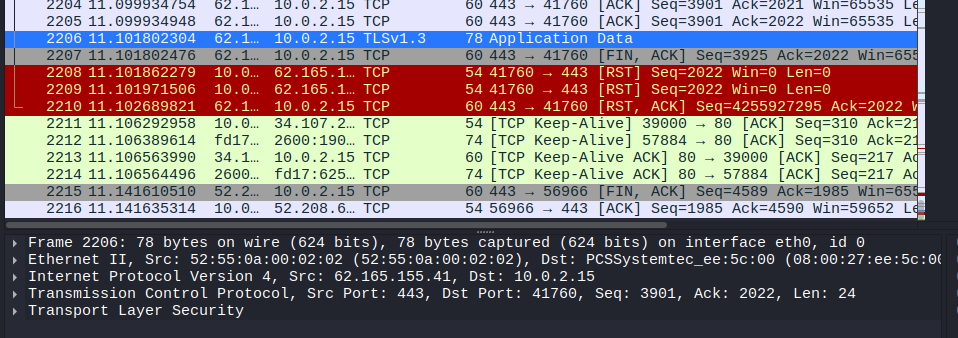 2204 11.099934754 62.1… 10.0.2.15 TCP 60 443 → 41760 [ACK] Seq=3901 Ack=2021 Win=65535 Le
2205 11.099934948 62.1… 10.0.2.15 TCP 60 443 → 41760 [ACK] Seq=3901 Ack=2022 Win=65535 Le
2206 11.101802304 62.1… 10.0.2.15 TLSv1.3 78 Application Data
2207 11.101802476 62.1… 10.0.2.15 TCP 60 443 → 41760 [FIN, ACK] Seq=3925 Ack=2022 Win=655
2208 11.101862279 10.0… 62.165.1… TCP 54 41760 → 443 [RST] Seq=2022 Win=0 Len=0
2209 11.101971506 10.0… 62.165.1… TCP 54 41760 → 443 [RST] Seq=2022 Win=0 Len=0
2210 11.102689821 62.1… 10.0.2.15 TCP 60 443 → 41760 [RST, ACK] Seq=4255927295 Ack=2022 W
2211 11.106292958 10.0… 34.107.2… TCP 54 [TCP Keep-Alive] 39000 → 80 [ACK] Seq=310 Ack=21
2212 11.106389614 fd17… 2600:190… TCP 74 [TCP Keep-Alive] 57884 → 80 [ACK] Seq=310 Ack=21
2213 11.106563990 34.1… 10.0.2.15 TCP 60 [TCP Keep-Alive ACK] 80 → 39000 [ACK] Seq=217 Ac
2214 11.106564496 2600… fd17:625… TCP 74 [TCP Keep-Alive ACK] 80 → 57884 [ACK] Seq=217 Ac
2215 11.141610510 52.2… 10.0.2.15 TCP 60 443 → 56966 [FIN, ACK] Seq=4589 Ack=1985 Win=655
2216 11.141635314 10.0… 52.208.6… TCP 54 56966 → 443 [ACK] Seq=1985 Ack=4590 Win=59652 Le
Frame 2206: 78 bytes on wire (624 bits), 78 bytes captured (624 bits) on interface eth0, id 0
Ethernet II, Src: 52:55:0a:00:02:02 (52:55:0a:00:02:02), Dst: PCSSystemtec_ee:5c:00 (08:00:27:ee:5c:00
Internet Protocol Version 4, Src: 62.165.155.41, Dst: 10.0.2.15
Transmission Control Protocol, Src Port: 443, Dst Port: 41760, Seq: 3901, Ack: 2022, Len: 24
Transport Layer Security